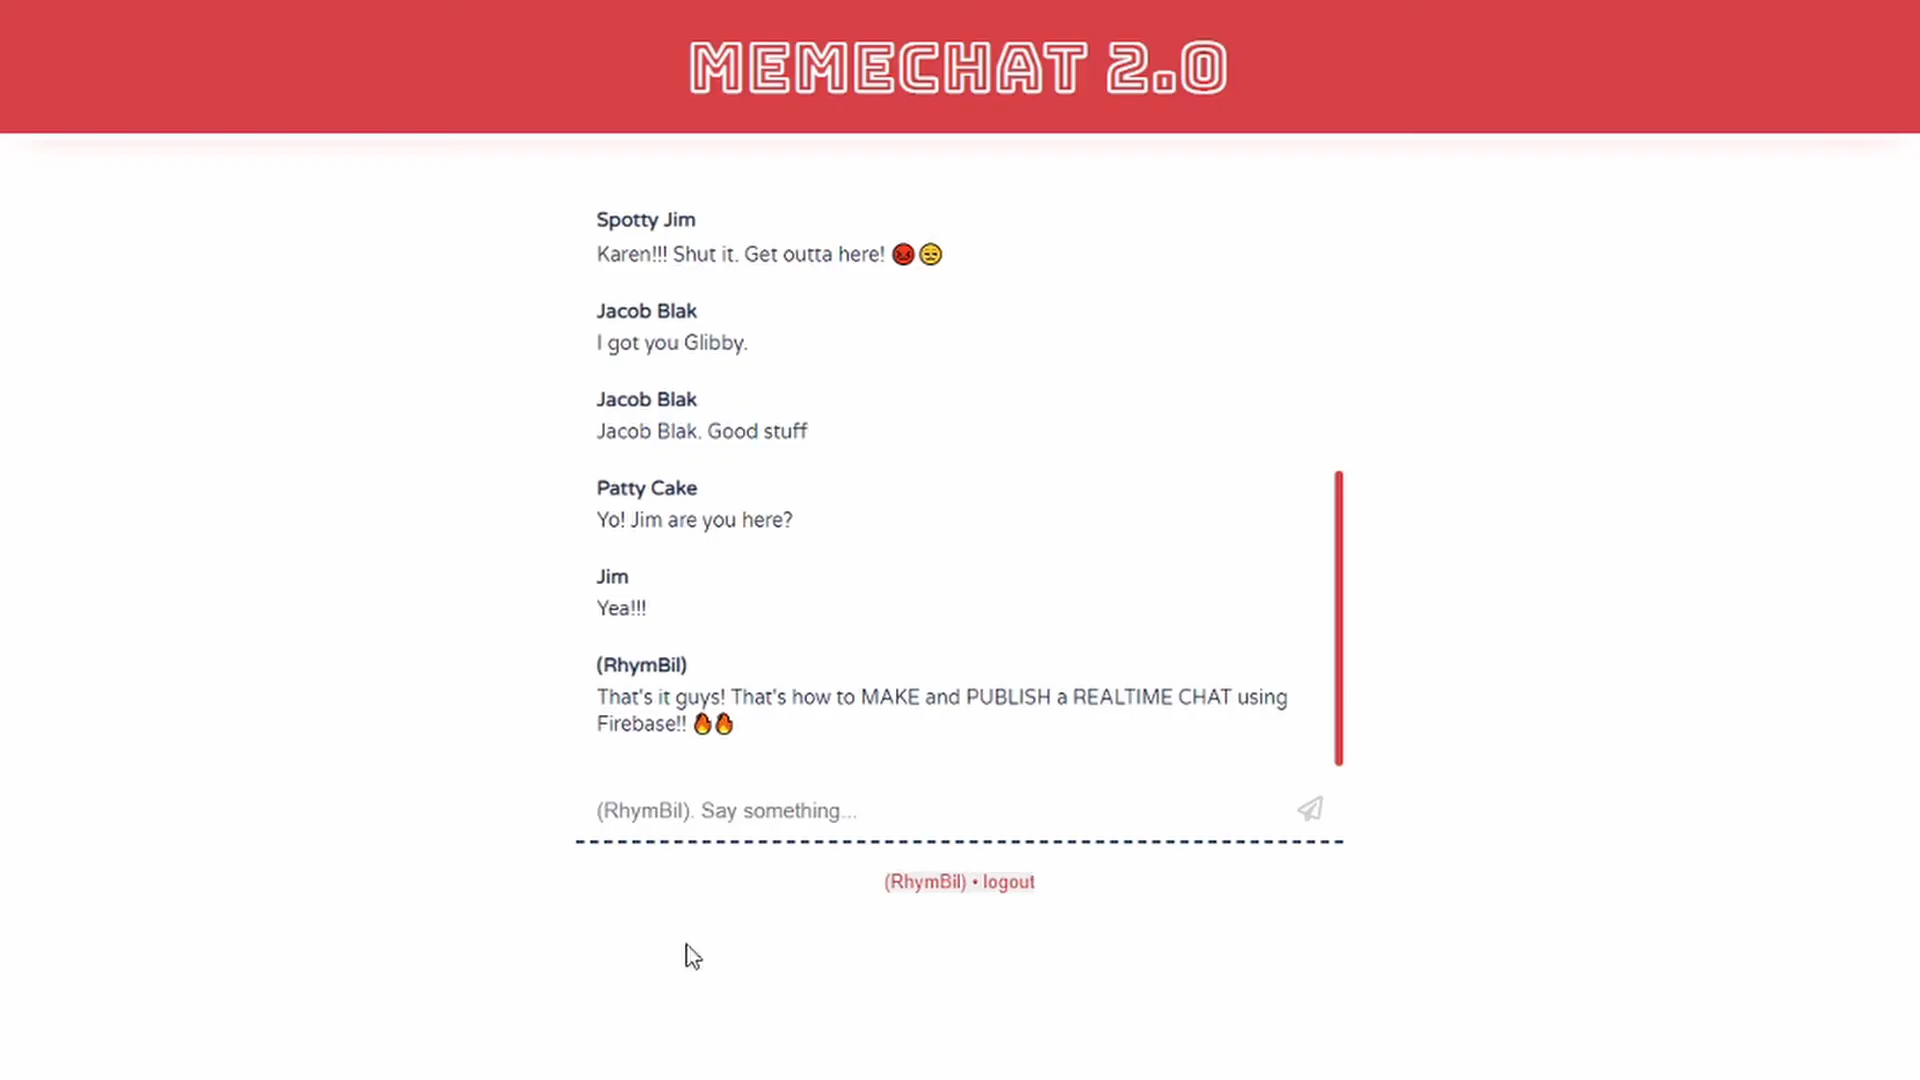 MEMECHAT 2.0
Spotty Jim
Karen!!! Shut it. Get outta here! 😡😔
Jacob Blak
I got you Glibby.
Jacob Blak
Jacob Blak. Good stuff
Patty Cake
Yo! Jim are you here?
Jim
Yea!!!
(RhymBil)
That's it guys! That's how to MAKE and PUBLISH a REALTIME CHAT using
Firebase!! 🔥🔥
(RhymBil). Say something...
(RhymBil) • logout